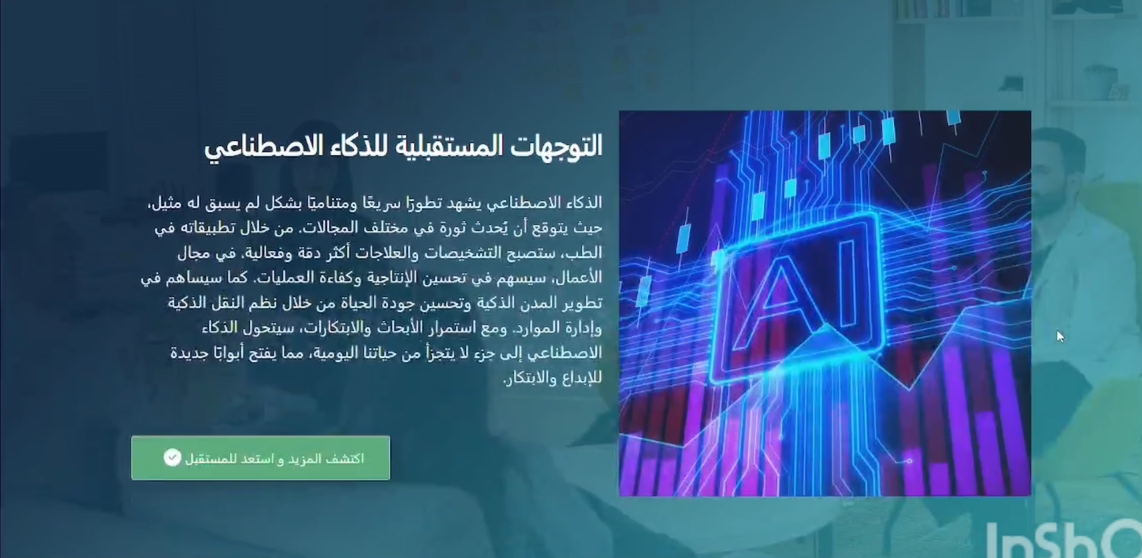 التوجهات المستقبلية للذكاء الاصطناعي
الذكاء الاصطناعي يشهد تطورًا سريعًا ومتناميًا بشكل لم يسبق له مثيل،
حيث يتوقع أن يُحدث ثورة في مختلف المجالات. من خلال تطبيقاته في
الطب، ستصبح التشخيصات والعلاجات أكثر دقة وفعالية. في مجال
الأعمال، سيسهم في تحسين الإنتاجية وكفاءة العمليات. كما سيساهم في
تطوير المدن الذكية وتحسين جودة الحياة من خلال نظم النقل الذكية
وإدارة الموارد. ومع استمرار الأبحاث والابتكارات، سيتحول الذكاء
الاصطناعي إلى جزء لا يتجزأ من حياتنا اليومية، مما يفتح أبوابًا جديدة
للإبداع والابتكار.
AI
اكتشف المزيد و استعد للمستقبل